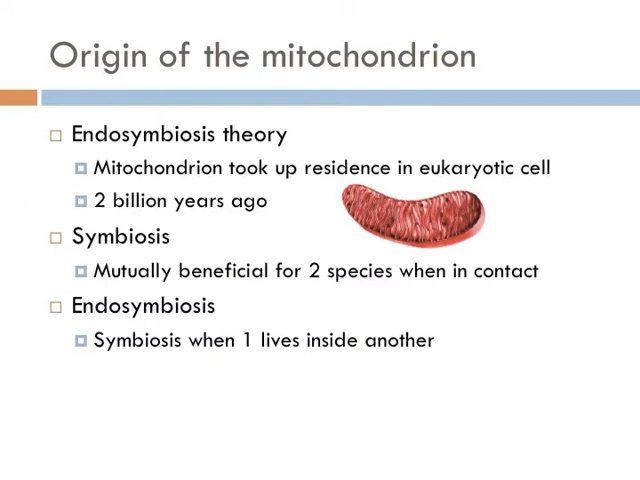 Origin of the mitochondrion
Endosymbiosis theory
Mitochondrion took up residence in eukaryotic cell
2 billion years ago
Symbiosis
Mutually beneficial for 2 species when in contact
Endosymbiosis
Symbiosis when 1 lives inside another